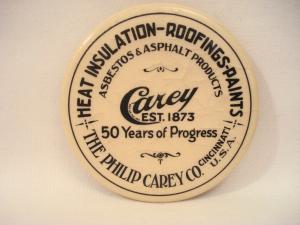 HEAT INSULATION-ROOFINGS-PAINTS
ASBESTOS & ASPHALT PRODUCTS
Carey
EST. 1873
50 Years of Progress
THE PHILIP CAREY CO.
CINCINNATI
U.S.A.